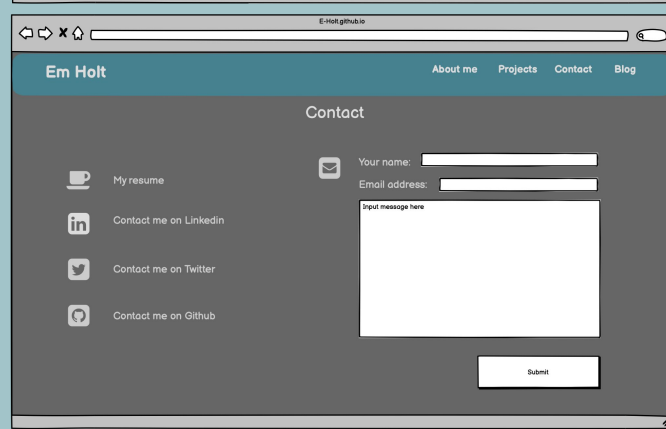 E-Holt.github.io
Em Holt
About me Projects Contact Blog
Contact
My resume
Contact me on Linkedin
Contact me on Twitter
Contact me on Github
Your name:
Email address:
Input message here
Submit